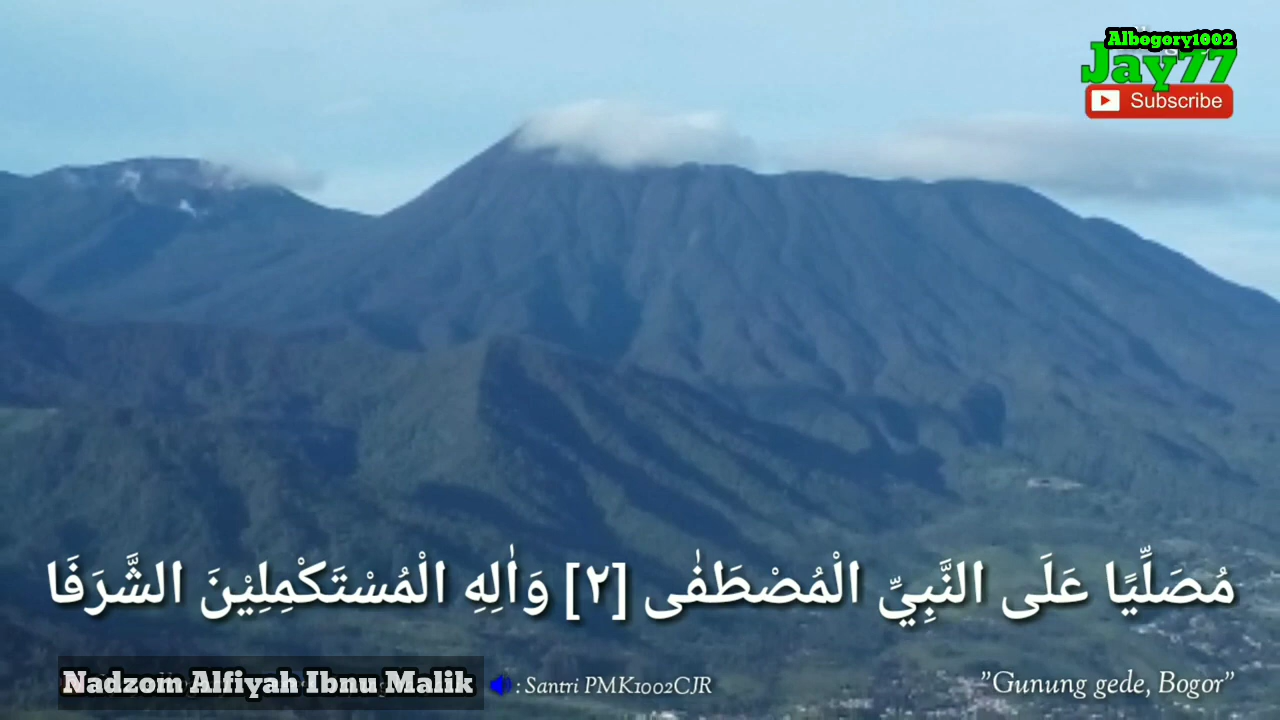 Albogory1002
Jay77
Subscribe
مُصَلِّيًا عَلَى النَّبِيِّ الْمُصْطَفٰى [٢] وَاٰلِهِ الْمُسْتَكْمِلِيْنَ الشَّرَفَا
Nadzom Alfiyah Ibnu Malik
: Santri PMK1002CJR
"Gunung gede, Bogor"